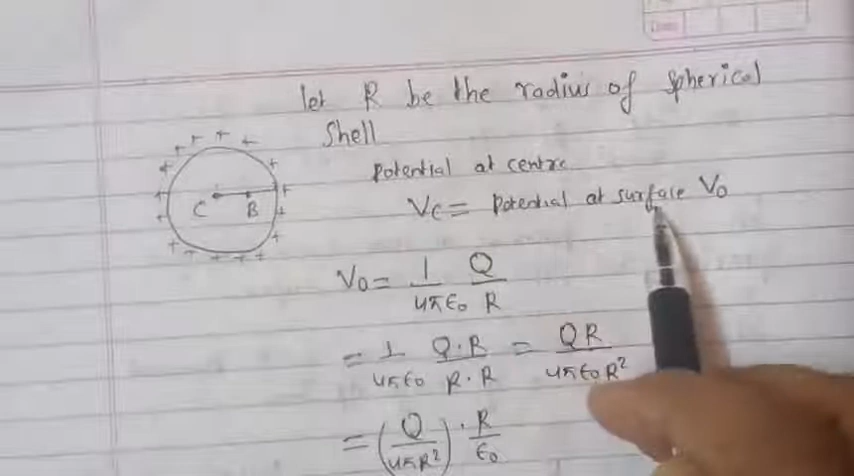 Date
let R be the radius of spherical
shell
potential at centre
C B
Vc = potential at surface V0
V0 = 1/4πε0 Q/R
= 1/4πε0 Q·R/R·R = QR/4πε0R²
= (Q/4πR²) · R/ε0